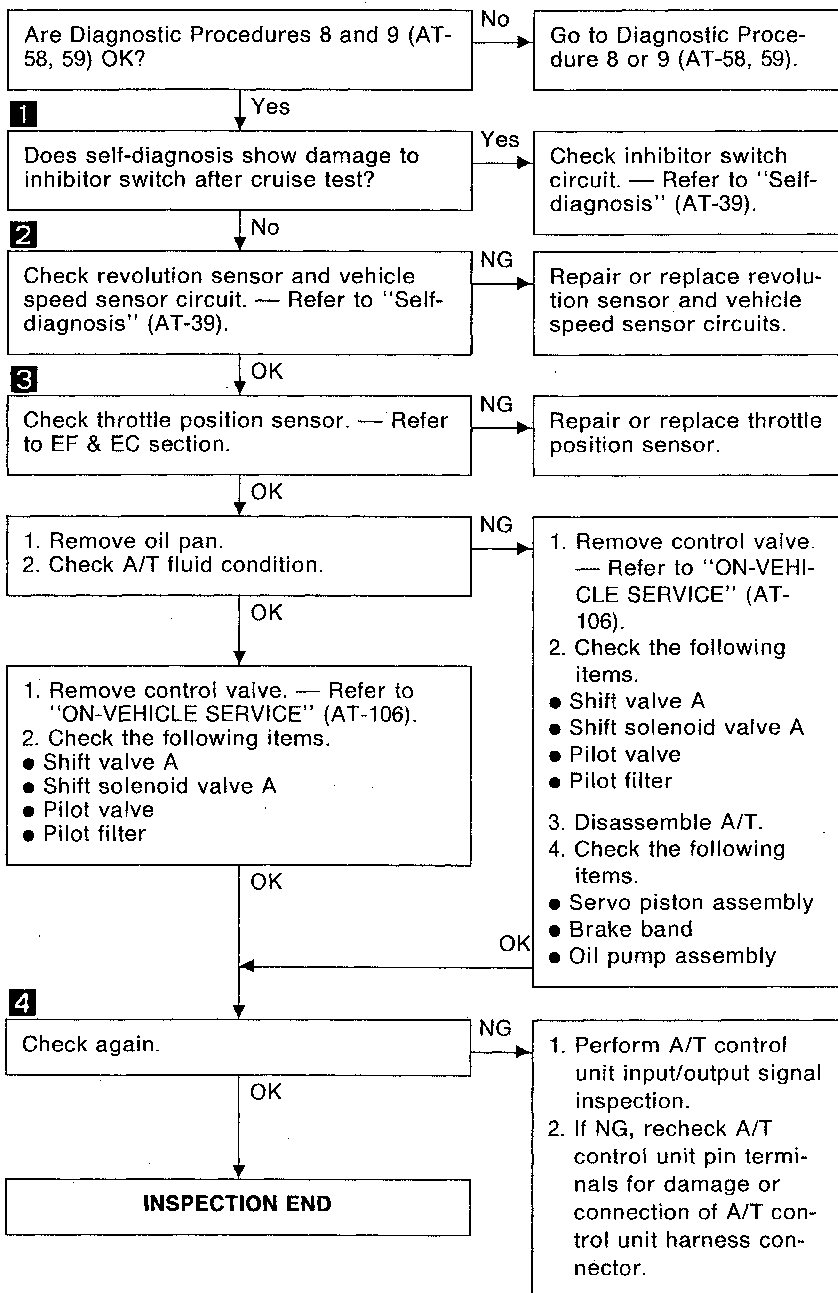 Are Diagnostic Procedures 8 and 9 (AT-
58, 59) OK?
No
Go to Diagnostic Proce-
dure 8 or 9 (AT-58, 59).
Yes
1
Does self-diagnosis show damage to
inhibitor switch after cruise test?
Yes
Check inhibitor switch
circuit. — Refer to "Self-
diagnosis" (AT-39).
No
2
Check revolution sensor and vehicle
speed sensor circuit. — Refer to "Self-
diagnosis" (AT-39).
NG
Repair or replace revolu-
tion sensor and vehicle
speed sensor circuits.
OK
3
Check throttle position sensor. — Refer
to EF & EC section.
NG
Repair or replace throttle
position sensor.
OK
1. Remove oil pan.
2. Check A/T fluid condition.
NG
1. Remove control valve.
— Refer to "ON-VEHI-
CLE SERVICE" (AT-
106).
2. Check the following
items.
● Shift valve A
● Shift solenoid valve A
● Pilot valve
● Pilot filter
3. Disassemble A/T.
4. Check the following
items.
● Servo piston assembly
● Brake band
● Oil pump assembly
OK
1. Remove control valve. — Refer to
"ON-VEHICLE SERVICE" (AT-106).
2. Check the following items.
● Shift valve A
● Shift solenoid valve A
● Pilot valve
● Pilot filter
OK
OK
4
Check again.
NG
1. Perform A/T control
unit input/output signal
inspection.
2. If NG, recheck A/T
control unit pin termi-
nals for damage or
connection of A/T con-
trol unit harness con-
nector.
OK
INSPECTION END